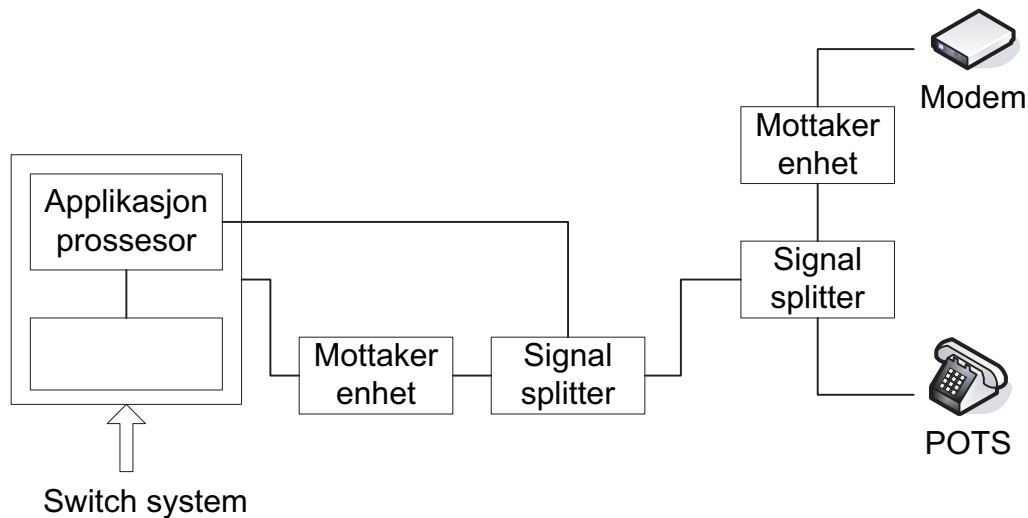 Modem
Mottaker
enhet
Applikasjon
prossesor
Signal
splitter
Mottaker
enhet
Signal
splitter
POTS
Switch system